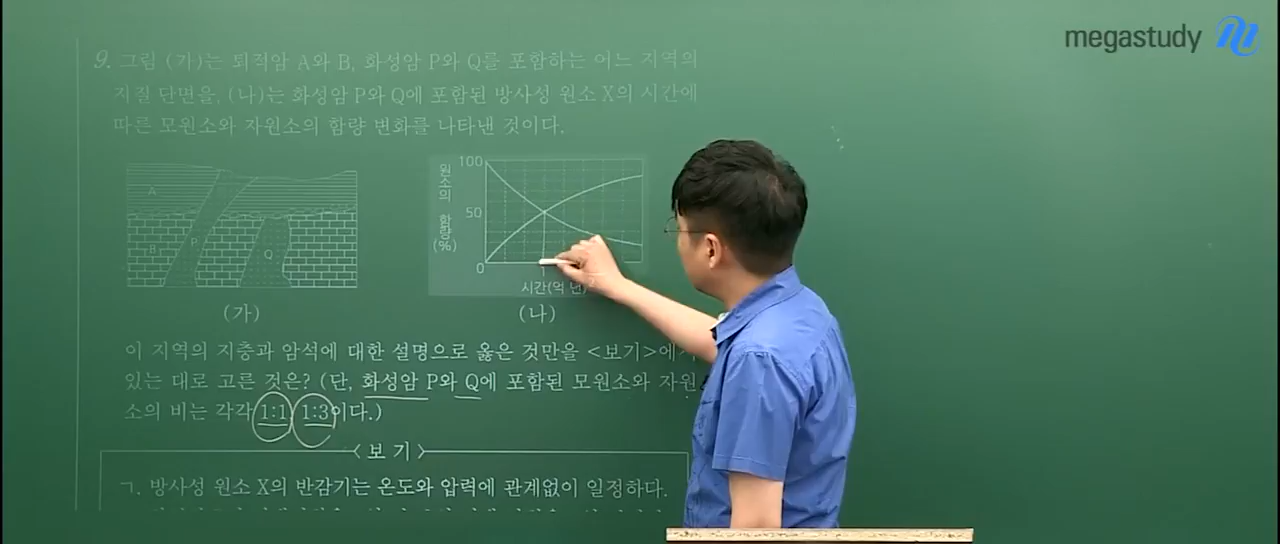 megastudy
9. 그림 (가)는 퇴적암 A와 B, 화성암 P와 Q를 포함하는 어느 지역의
지질 단면을, (나)는 화성암 P와 Q에 포함된 방사성 원소 X의 시간에
따른 모원소와 자원소의 함량 변화를 나타낸 것이다.
A
B
P
Q
(가)
원소의 함량(%)
100
50
0
시간(억 년)
(나)
이 지역의 지층과 암석에 대한 설명으로 옳은 것만을 <보기>에
있는 대로 고른 것은? (단, 화성암 P와 Q에 포함된 모원소와 자원
소의 비는 각각 1:1, 1:3이다.)
<보 기>
ㄱ. 방사성 원소 X의 반감기는 온도와 압력에 관계없이 일정하다.